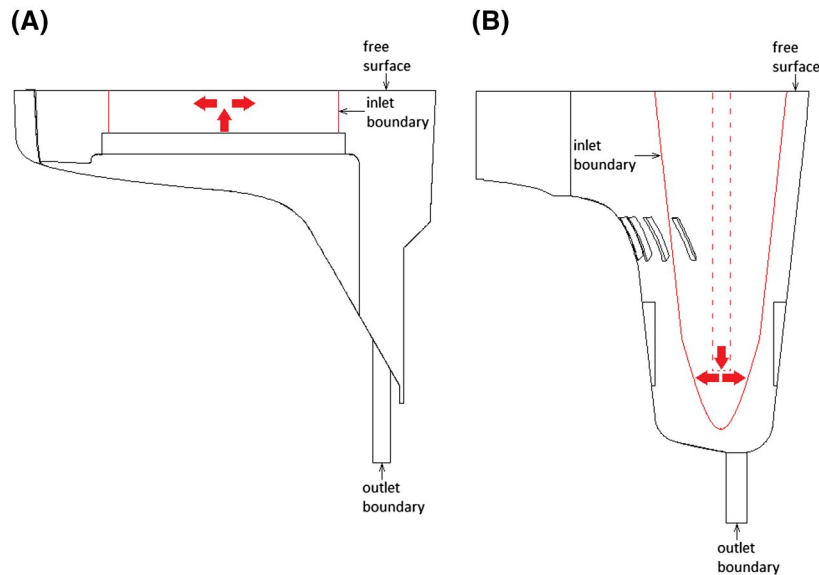 (A)
free
surface
inlet
boundary
outlet
boundary
(B)
free
surface
inlet
boundary
outlet
boundary